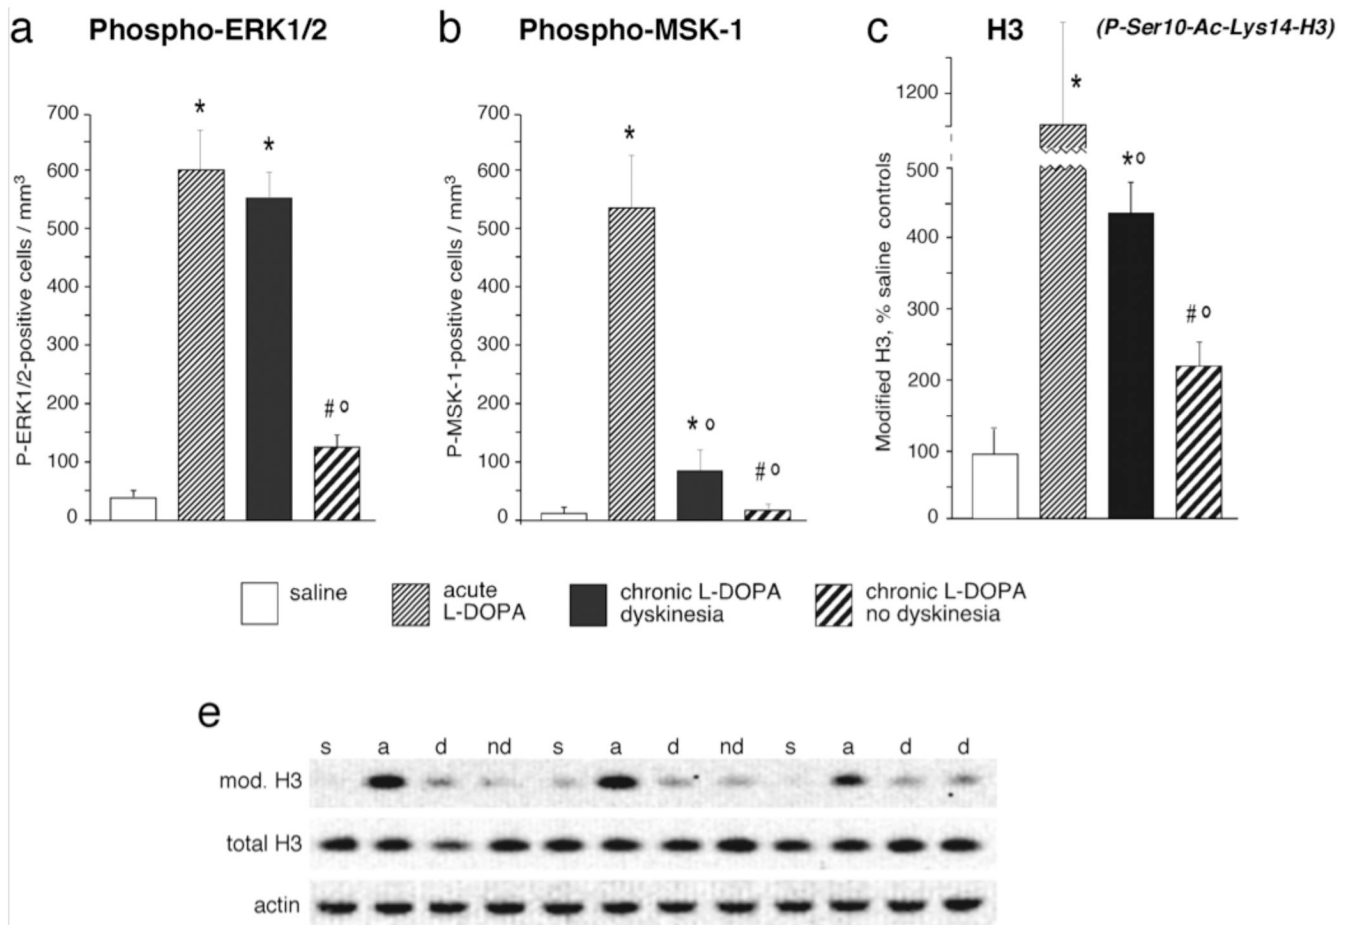 a Phospho-ERK1/2
b Phospho-MSK-1
c H3 (P-Ser10-Ac-Lys14-H3)
P-ERK1/2-positive cells / mm³
700
600
500
400
300
200
100
0
*
*
#°
P-MSK-1-positive cells / mm³
700
600
500
400
300
200
100
0
*
*°
#°
Modified H3, % saline controls
1200
500
400
300
200
100
0
*
*°
#°
saline
acute
L-DOPA
chronic L-DOPA
dyskinesia
chronic L-DOPA
no dyskinesia
e
s a d nd s a d nd s a d d
mod. H3
total H3
actin